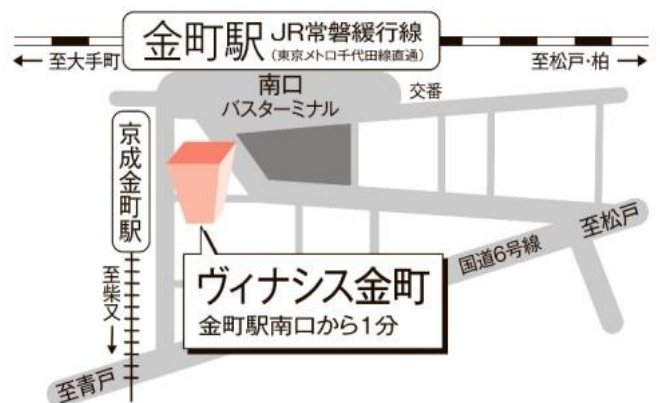 金町駅 JR常磐緩行線
(東京メトロ千代田線直通)
← 至大手町
至松戸・柏 →
南口
バスターミナル
交番
京成金町駅
至松戸
国道6号線
ヴィナシス金町
金町駅南口から1分
至柴又↓
至青戸